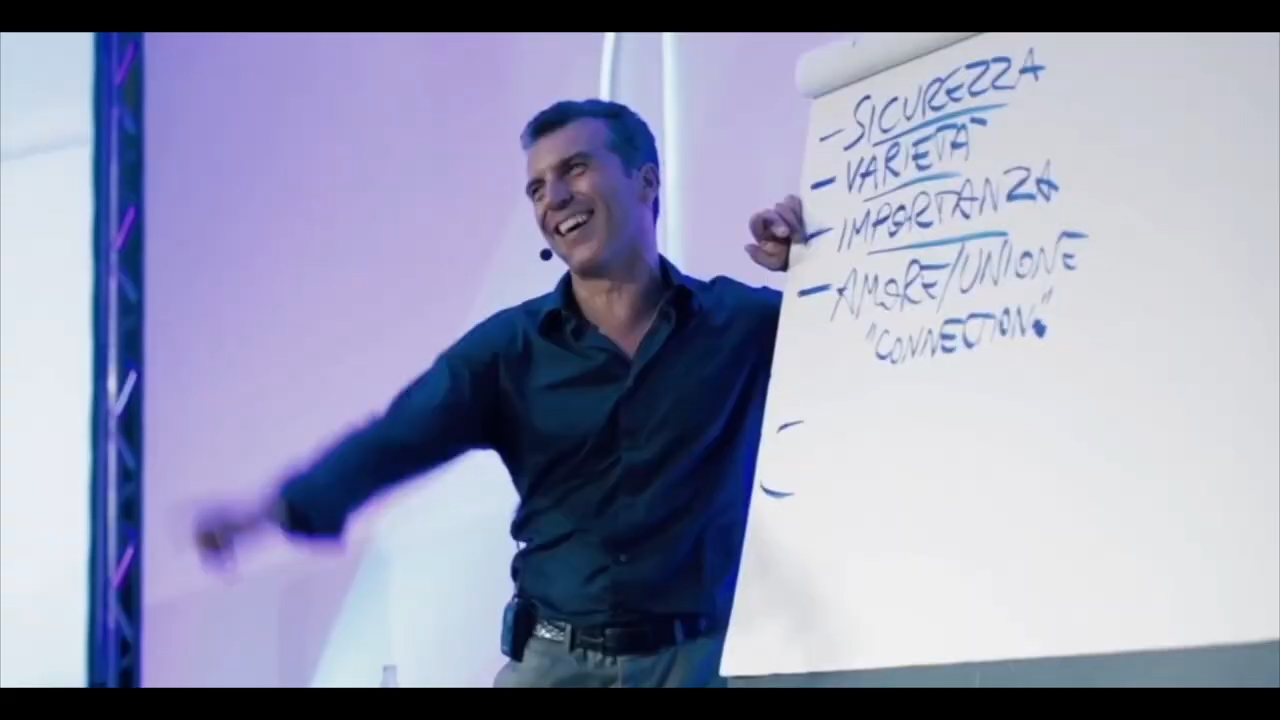 - SICUREZZA
- VARIETÀ
- IMPORTANZA
- AMORE/UNIONE
"CONNECTION"